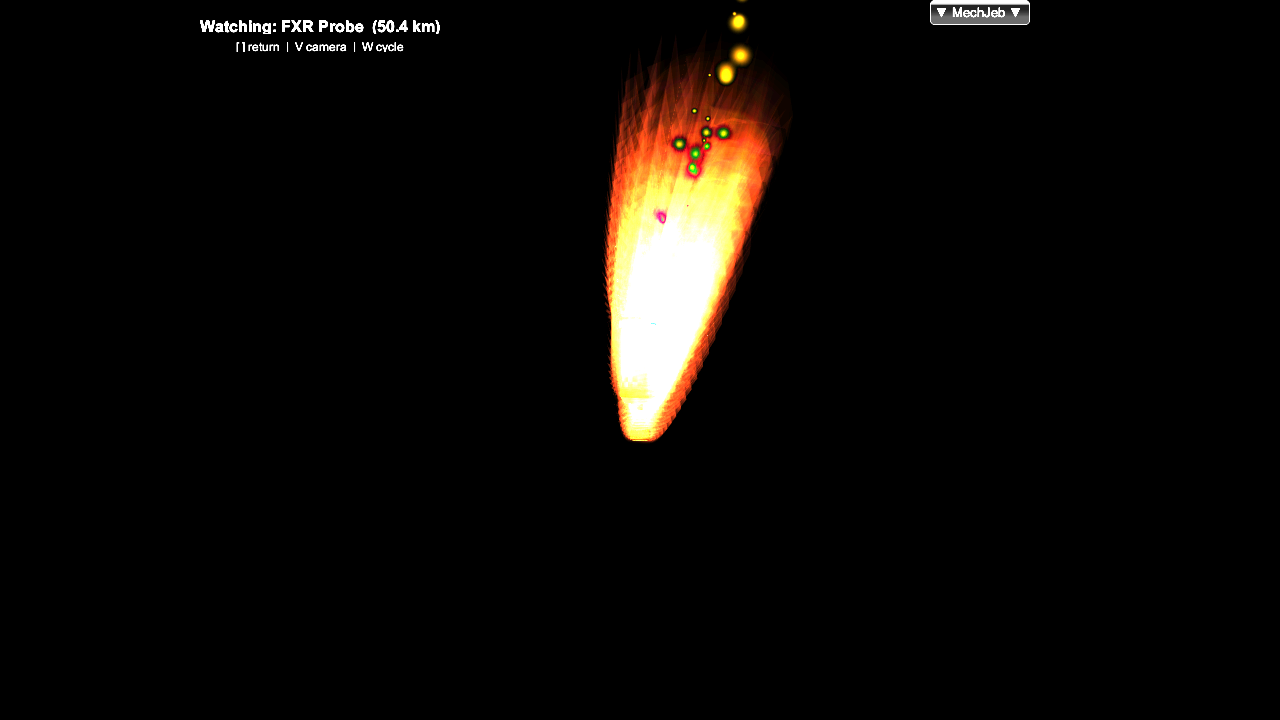 Watching: FXR Probe (50.4 km)
[ ] return | V camera | W cycle
▼ MechJeb ▼